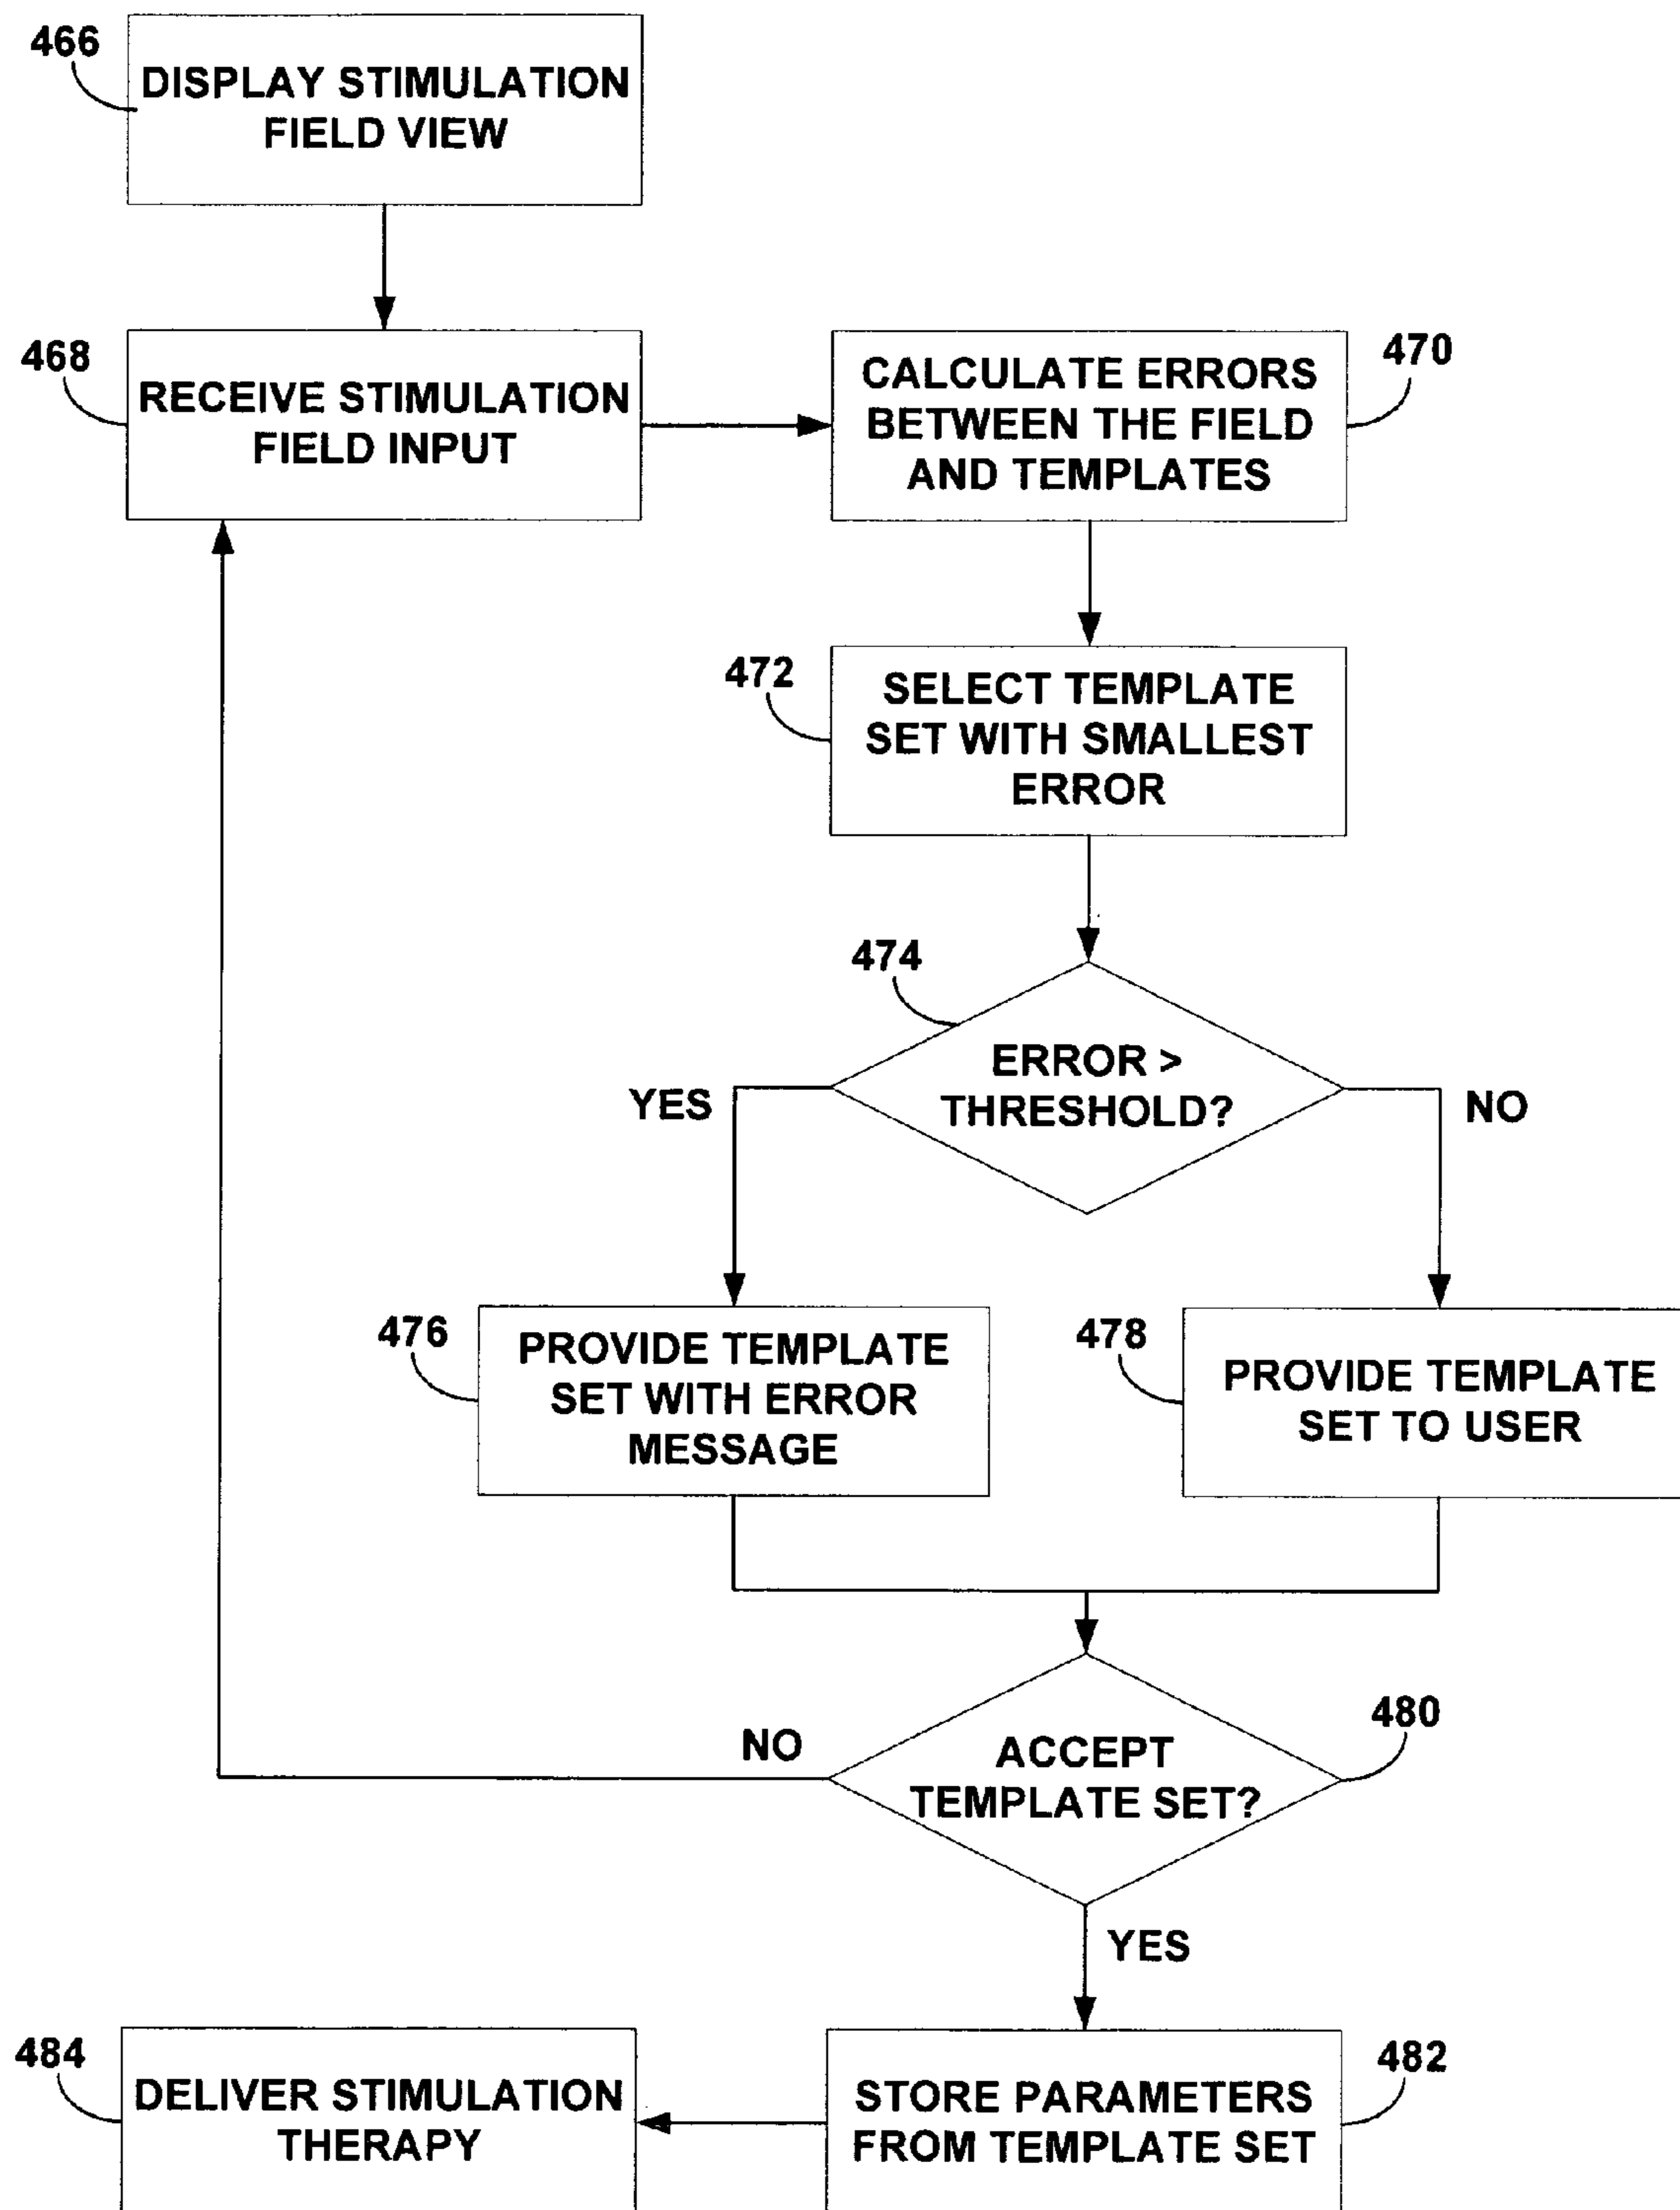 466
DISPLAY STIMULATION
FIELD VIEW
468
RECEIVE STIMULATION
FIELD INPUT
470
CALCULATE ERRORS
BETWEEN THE FIELD
AND TEMPLATES
472
SELECT TEMPLATE
SET WITH SMALLEST
ERROR
474
ERROR >
THRESHOLD?
YES
NO
476
PROVIDE TEMPLATE
SET WITH ERROR
MESSAGE
478
PROVIDE TEMPLATE
SET TO USER
480
ACCEPT
TEMPLATE SET?
NO
YES
482
STORE PARAMETERS
FROM TEMPLATE SET
484
DELIVER STIMULATION
THERAPY